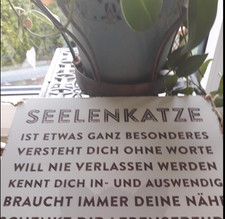 SEELENKATZE
IST ETWAS GANZ BESONDERES
VERSTEHT DICH OHNE WORTE
WILL NIE VERLASSEN WERDEN
KENNT DICH IN- UND AUSWENDIG
BRAUCHT IMMER DEINE NÄHE